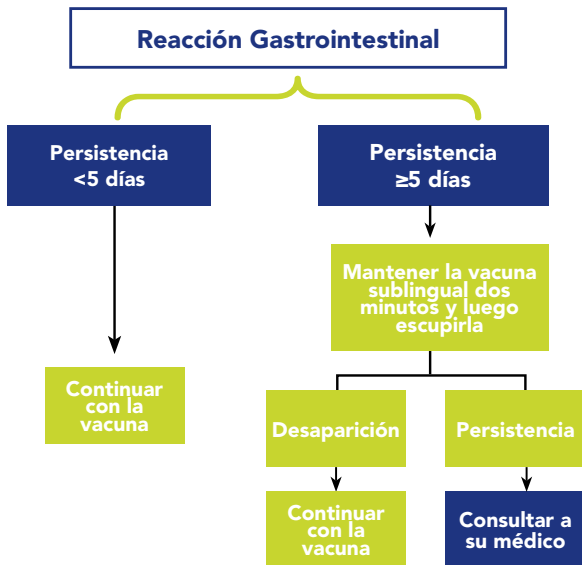 Reacción Gastrointestinal
Persistencia
<5 días
Persistencia
≥5 días
Mantener la vacuna
sublingual dos
minutos y luego
escupirla
Continuar
con la
vacuna
Desaparición
Persistencia
Continuar
con la
vacuna
Consultar a
su médico